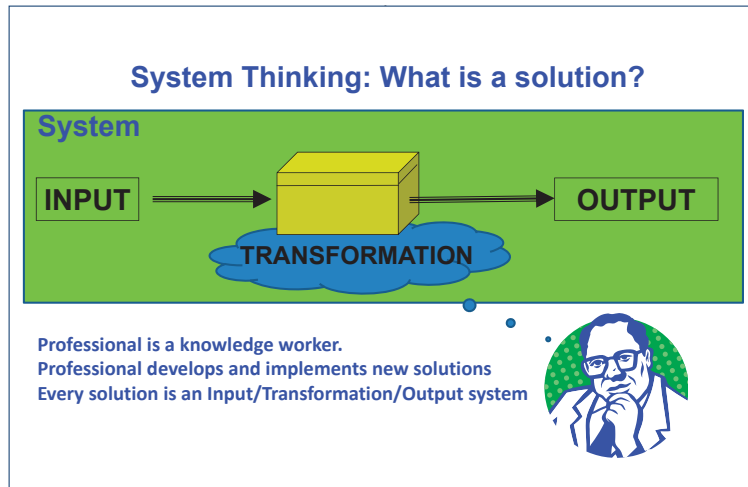 System Thinking: What is a solution?
System
INPUT
OUTPUT
TRANSFORMATION
Professional is a knowledge worker.
Professional develops and implements new solutions
Every solution is an Input/Transformation/Output system